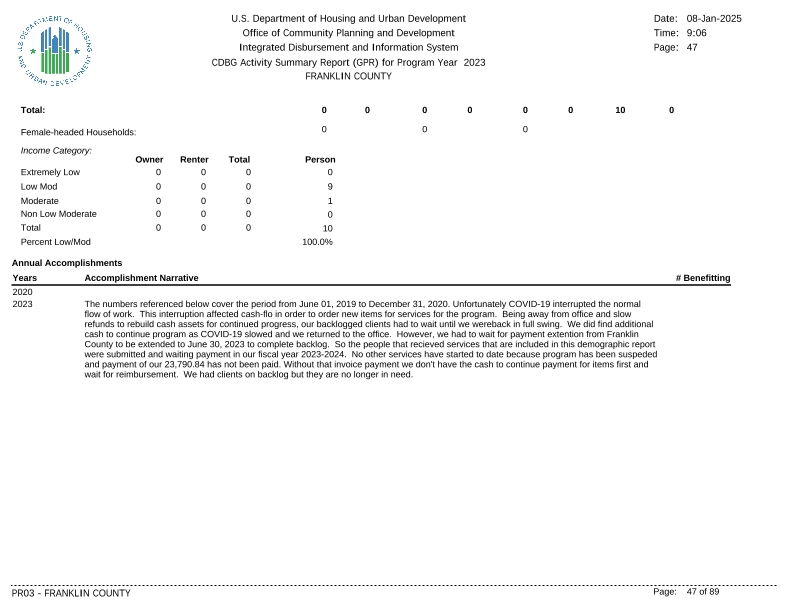 U.S. DEPARTMENT OF HOUSING AND URBAN DEVELOPMENT
U.S. Department of Housing and Urban Development
Office of Community Planning and Development
Integrated Disbursement and Information System
CDBG Activity Summary Report (GPR) for Program Year 2023
FRANKLIN COUNTY
Date: 08-Jan-2025
Time: 9:06
Page: 47
Total: 0 0 0 0 0 0 10 0
Female-headed Households: 0 0 0
Income Category:
Owner Renter Total Person
Extremely Low 0 0 0 0
Low Mod 0 0 0 9
Moderate 0 0 0 1
Non Low Moderate 0 0 0 0
Total 0 0 0 10
Percent Low/Mod 100.0%
Annual Accomplishments
Years Accomplishment Narrative # Benefitting
2020
2023 The numbers referenced below cover the period from June 01, 2019 to December 31, 2020. Unfortunately COVID-19 interrupted the normal
flow of work. This interruption affected cash-flo in order to order new items for services for the program. Being away from office and slow
refunds to rebuild cash assets for continued progress, our backlogged clients had to wait until we wereback in full swing. We did find additional
cash to continue program as COVID-19 slowed and we returned to the office. However, we had to wait for payment extention from Franklin
County to be extended to June 30, 2023 to complete backlog. So the people that recieved services that are included in this demographic report
were submitted and waiting payment in our fiscal year 2023-2024. No other services have started to date because program has been suspeded
and payment of our 23,790.84 has not been paid. Without that invoice payment we don't have the cash to continue payment for items first and
wait for reimbursement. We had clients on backlog but they are no longer in need.
PR03 - FRANKLIN COUNTY
Page: 47 of 89